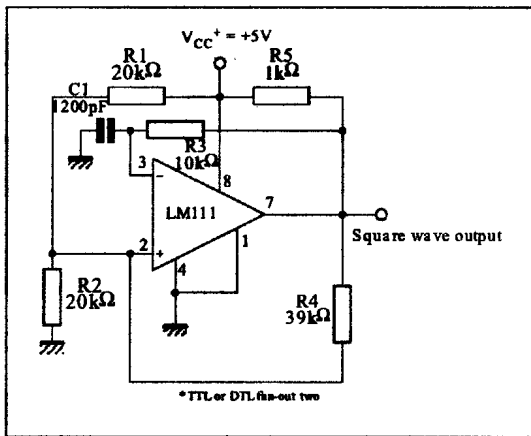 V_CC⁺ = +5V
R1
20kΩ
R5
1kΩ
C1
1200pF
R3
10kΩ
3
−
8
7
LM111
1
2
+
4
Square wave output
R2
20kΩ
R4
39kΩ
* TTL or DTL fan-out two